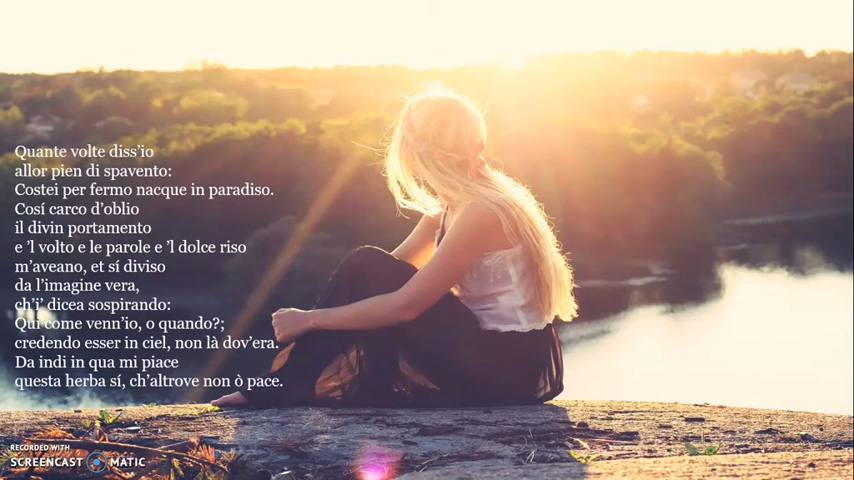 Quante volte diss'io
allor pien di spavento:
Costei per fermo nacque in paradiso.
Cosí carco d'oblio
il divin portamento
e 'l volto e le parole e 'l dolce riso
m'aveano, et sí diviso
da l'imagine vera,
ch'i' dicea sospirando:
Qui come venn'io, o quando?;
credendo esser in ciel, non là dov'era.
Da indi in qua mi piace
questa herba sí, ch'altrove non ò pace.
RECORDED WITH
SCREENCAST MATIC